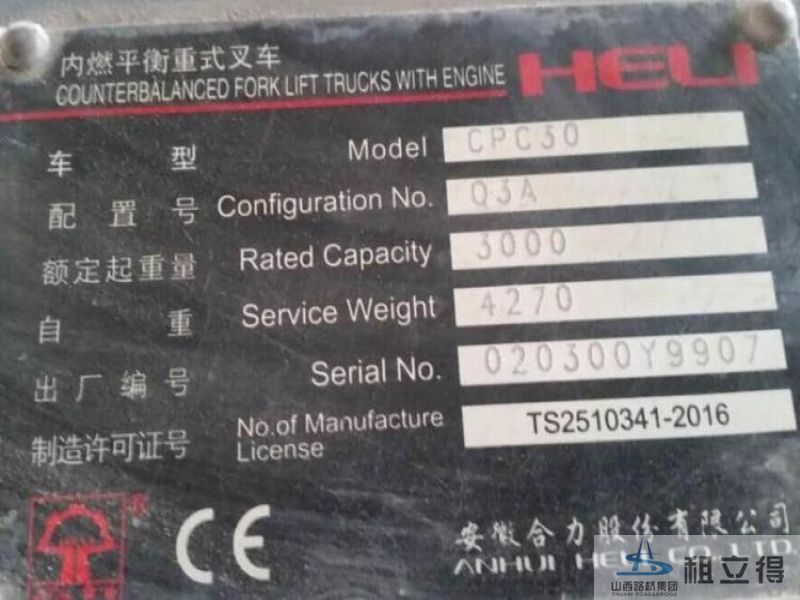 内燃平衡重式叉车
COUNTERBALANCED FORK LIFT TRUCKS WITH ENGINE HELI
车型 Model CPC30
配置号 Configuration No. Q3A
额定起重量 Rated Capacity 3000
自重 Service Weight 4270
出厂编号 Serial No. 020300Y9907
制造许可证号 No.of Manufacture License TS2510341-2016
CE
安徽合力股份有限公司
ANHUI HELI CO.,LTD.
山西路桥集团 租立得
SHANXI ROAD&BRIDGE